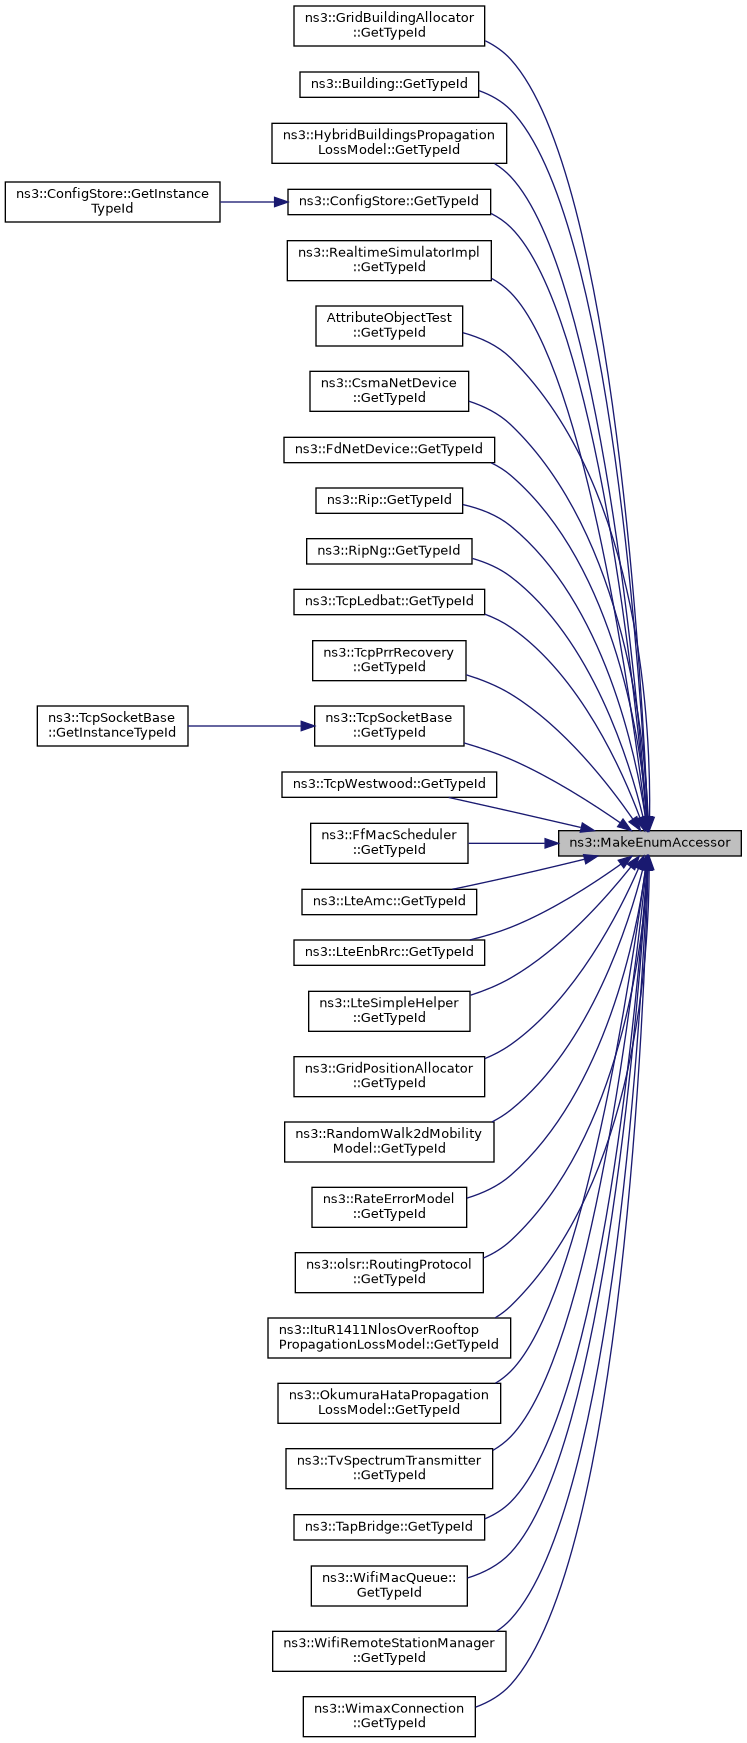 ns3::GridBuildingAllocator
::GetTypeId
ns3::Building::GetTypeId
ns3::HybridBuildingsPropagation
LossModel::GetTypeId
ns3::ConfigStore::GetInstance
TypeId
ns3::ConfigStore::GetTypeId
ns3::RealtimeSimulatorImpl
::GetTypeId
AttributeObjectTest
::GetTypeId
ns3::CsmaNetDevice
::GetTypeId
ns3::FdNetDevice::GetTypeId
ns3::Rip::GetTypeId
ns3::RipNg::GetTypeId
ns3::TcpLedbat::GetTypeId
ns3::TcpPrrRecovery
::GetTypeId
ns3::TcpSocketBase
::GetInstanceTypeId
ns3::TcpSocketBase
::GetTypeId
ns3::TcpWestwood::GetTypeId
ns3::FfMacScheduler
::GetTypeId
ns3::MakeEnumAccessor
ns3::LteAmc::GetTypeId
ns3::LteEnbRrc::GetTypeId
ns3::LteSimpleHelper
::GetTypeId
ns3::GridPositionAllocator
::GetTypeId
ns3::RandomWalk2dMobility
Model::GetTypeId
ns3::RateErrorModel
::GetTypeId
ns3::olsr::RoutingProtocol
::GetTypeId
ns3::ItuR1411NlosOverRooftop
PropagationLossModel::GetTypeId
ns3::OkumuraHataPropagation
LossModel::GetTypeId
ns3::TvSpectrumTransmitter
::GetTypeId
ns3::TapBridge::GetTypeId
ns3::WifiMacQueue::
GetTypeId
ns3::WifiRemoteStationManager
::GetTypeId
ns3::WimaxConnection
::GetTypeId